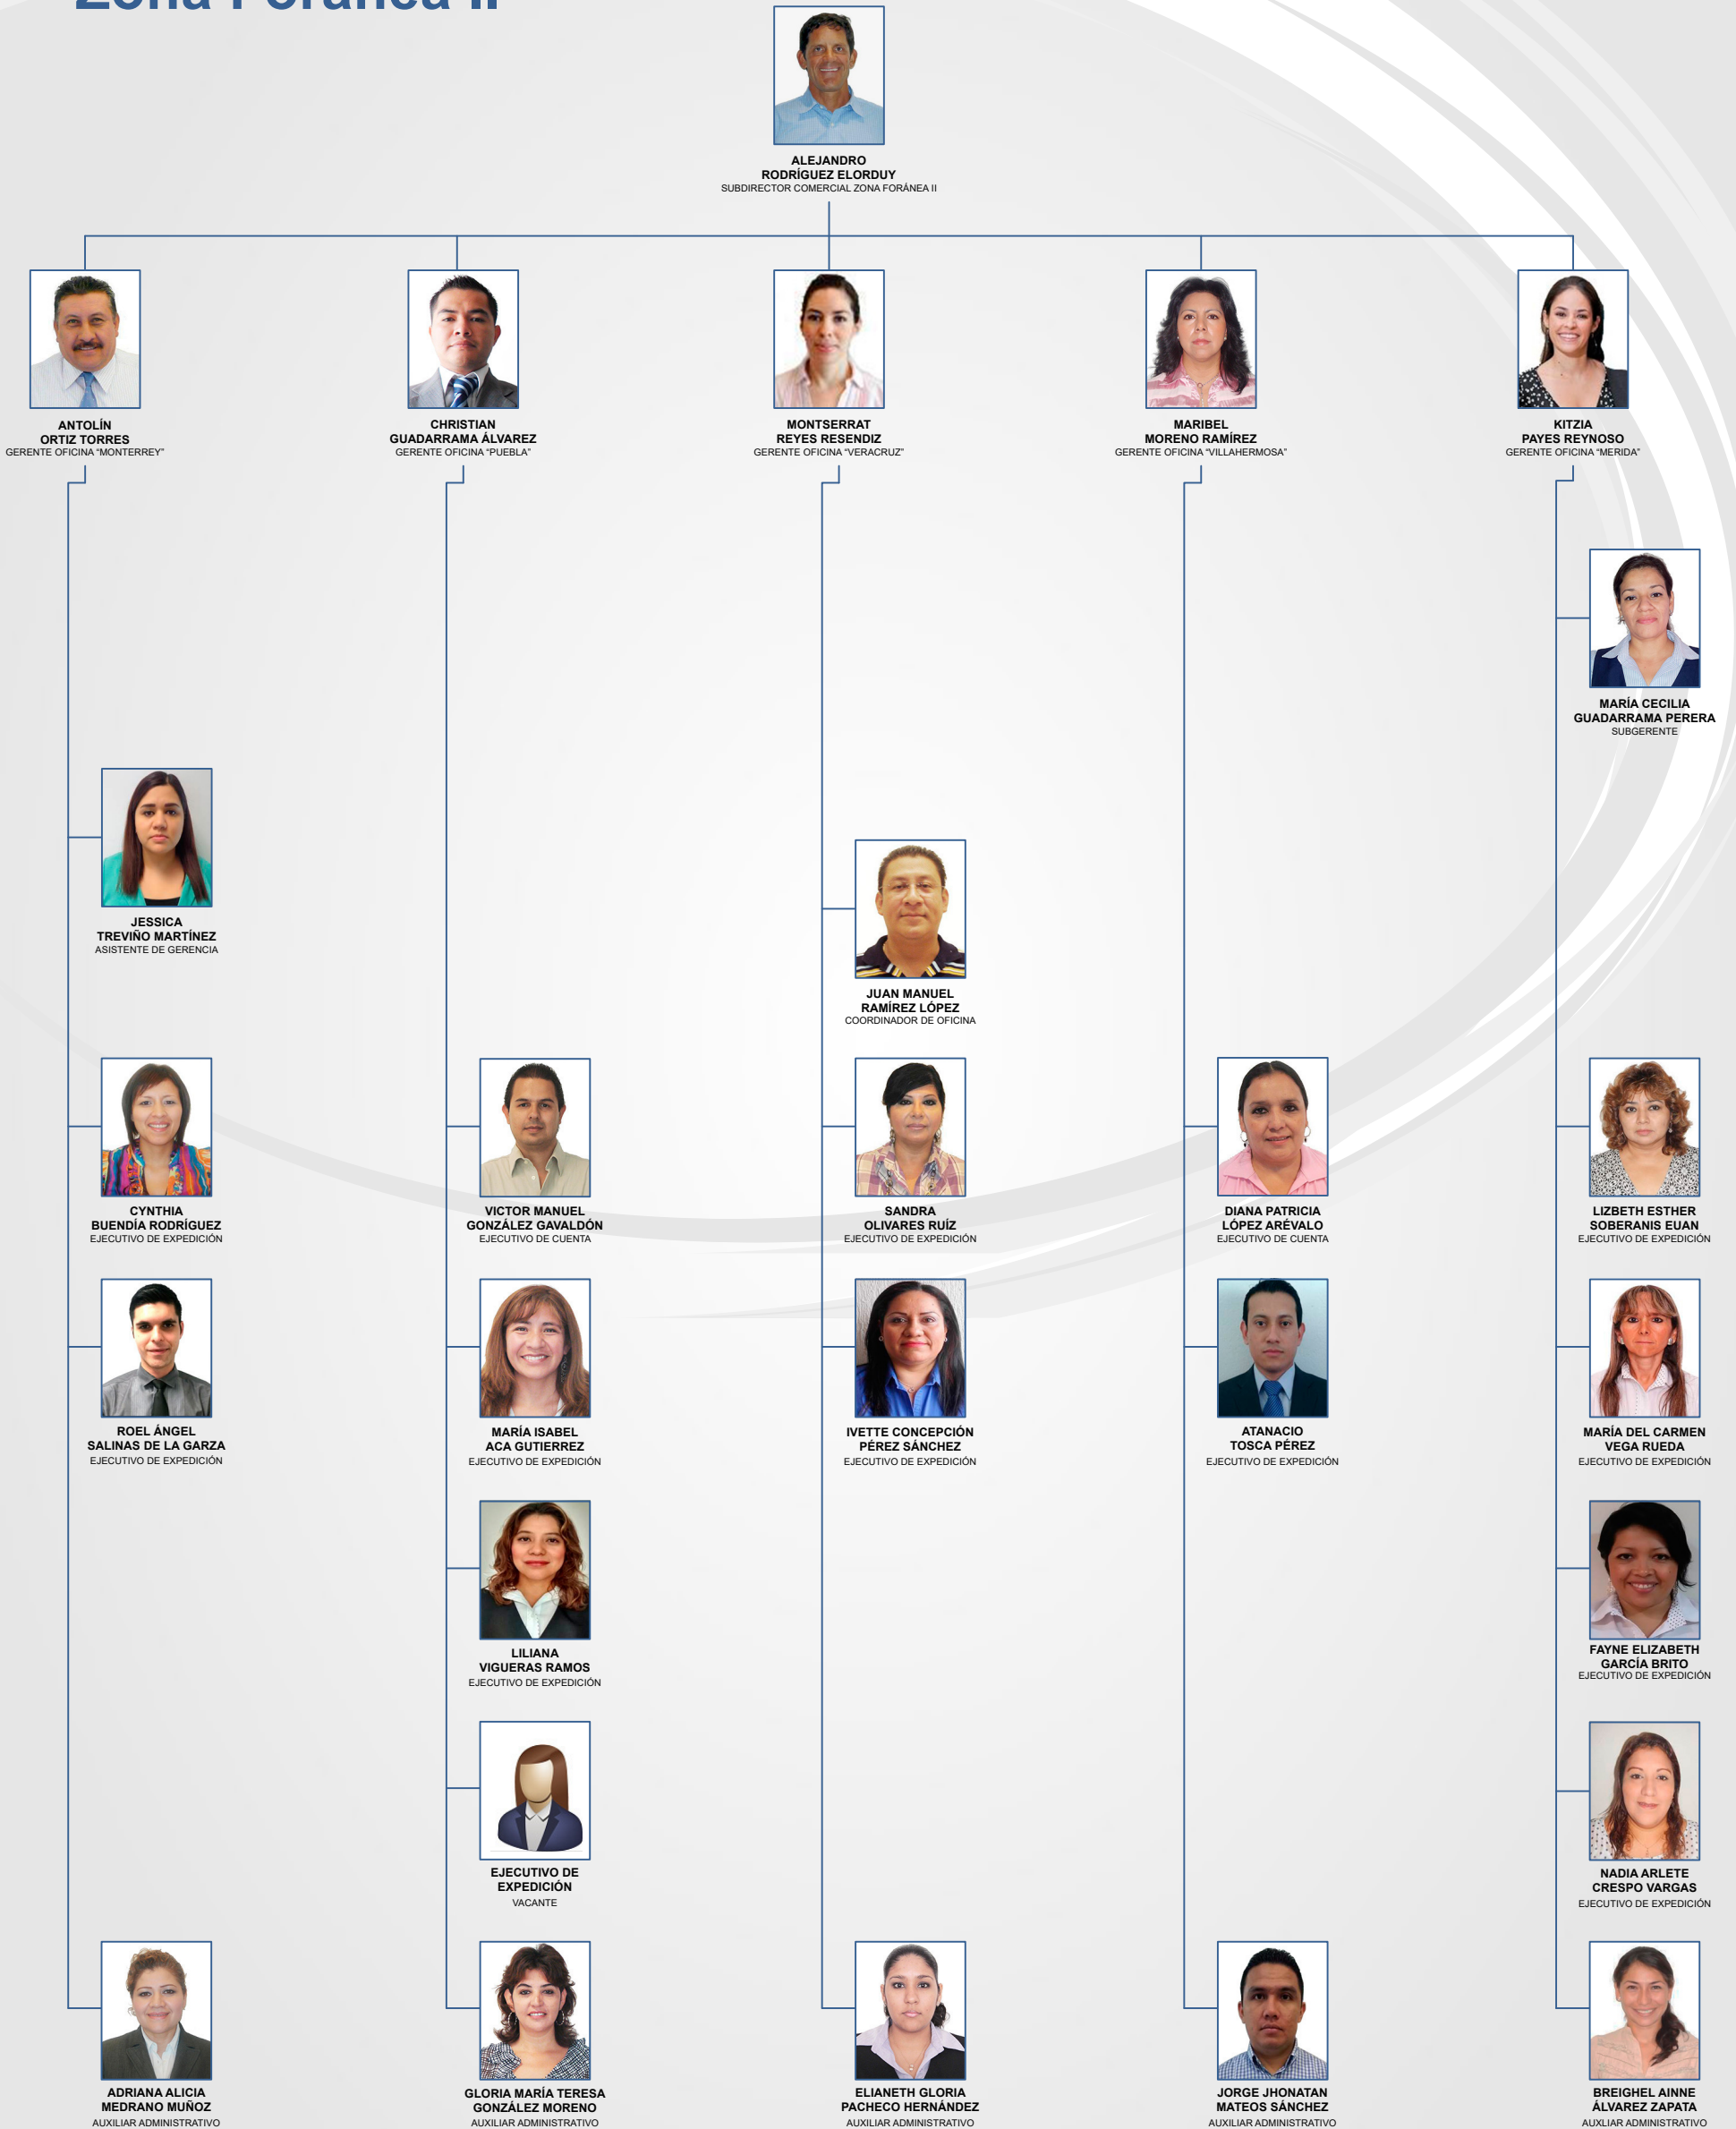 Zona Foránea II
ALEJANDRO
RODRÍGUEZ ELORDUY
SUBDIRECTOR COMERCIAL ZONA FORÁNEA II
ANTOLÍN
ORTIZ TORRES
GERENTE OFICINA “MONTERREY”
CHRISTIAN
GUADARRAMA ÁLVAREZ
GERENTE OFICINA “PUEBLA”
MONTSERRAT
REYES RESENDIZ
GERENTE OFICINA “VERACRUZ”
MARIBEL
MORENO RAMÍREZ
GERENTE OFICINA “VILLAHERMOSA”
KITZIA
PAYES REYNOSO
GERENTE OFICINA “MERIDA”
MARÍA CECILIA
GUADARRAMA PERERA
SUBGERENTE
JESSICA
TREVIÑO MARTÍNEZ
ASISTENTE DE GERENCIA
JUAN MANUEL
RAMÍREZ LÓPEZ
COORDINADOR DE OFICINA
CYNTHIA
BUENDÍA RODRÍGUEZ
EJECUTIVO DE EXPEDICIÓN
VICTOR MANUEL
GONZÁLEZ GAVALDÓN
EJECUTIVO DE CUENTA
SANDRA
OLIVARES RUÍZ
EJECUTIVO DE EXPEDICIÓN
DIANA PATRICIA
LÓPEZ ARÉVALO
EJECUTIVO DE CUENTA
LIZBETH ESTHER
SOBERANIS EUAN
EJECUTIVO DE EXPEDICIÓN
ROEL ÁNGEL
SALINAS DE LA GARZA
EJECUTIVO DE EXPEDICIÓN
MARÍA ISABEL
ACA GUTIERREZ
EJECUTIVO DE EXPEDICIÓN
IVETTE CONCEPCIÓN
PÉREZ SÁNCHEZ
EJECUTIVO DE EXPEDICIÓN
ATANACIO
TOSCA PÉREZ
EJECUTIVO DE EXPEDICIÓN
MARÍA DEL CARMEN
VEGA RUEDA
EJECUTIVO DE EXPEDICIÓN
LILIANA
VIGUERAS RAMOS
EJECUTIVO DE EXPEDICIÓN
FAYNE ELIZABETH
GARCÍA BRITO
EJECUTIVO DE EXPEDICIÓN
EJECUTIVO DE
EXPEDICIÓN
VACANTE
NADIA ARLETE
CRESPO VARGAS
EJECUTIVO DE EXPEDICIÓN
ADRIANA ALICIA
MEDRANO MUÑOZ
AUXILIAR ADMINISTRATIVO
GLORIA MARÍA TERESA
GONZÁLEZ MORENO
AUXILIAR ADMINISTRATIVO
ELIANETH GLORIA
PACHECO HERNÁNDEZ
AUXILIAR ADMINISTRATIVO
JORGE JHONATAN
MATEOS SÁNCHEZ
AUXILIAR ADMINISTRATIVO
BREIGHEL AINNE
ÁLVAREZ ZAPATA
AUXLIAR ADMINISTRATIVO